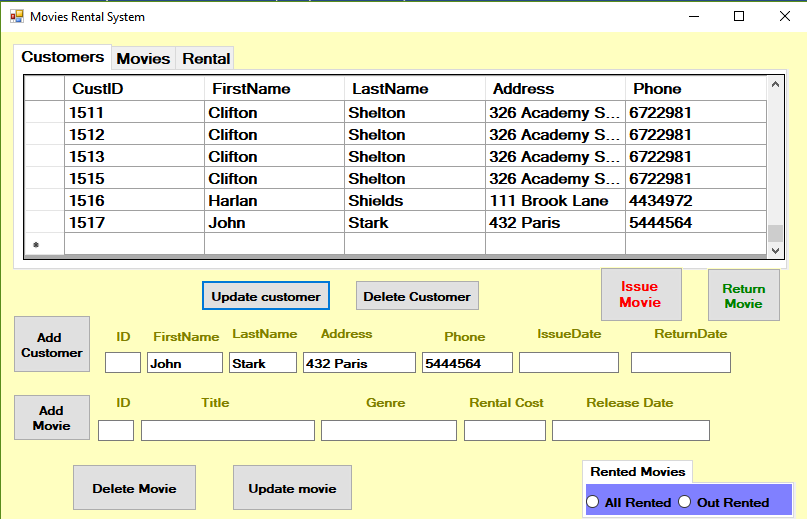 Movies Rental System
Customers Movies Rental
CustID FirstName LastName Address Phone
1511 Clifton Shelton 326 Academy S... 6722981
1512 Clifton Shelton 326 Academy S... 6722981
1513 Clifton Shelton 326 Academy S... 6722981
1515 Clifton Shelton 326 Academy S... 6722981
1516 Harlan Shields 111 Brook Lane 4434972
1517 John Stark 432 Paris 5444564
*
Update customer Delete Customer
Issue
Movie
Return
Movie
Add
Customer
ID FirstName LastName Address Phone IssueDate ReturnDate
John Stark 432 Paris 5444564
Add
Movie
ID Title Genre Rental Cost Release Date
Delete Movie Update movie
Rented Movies
All Rented Out Rented